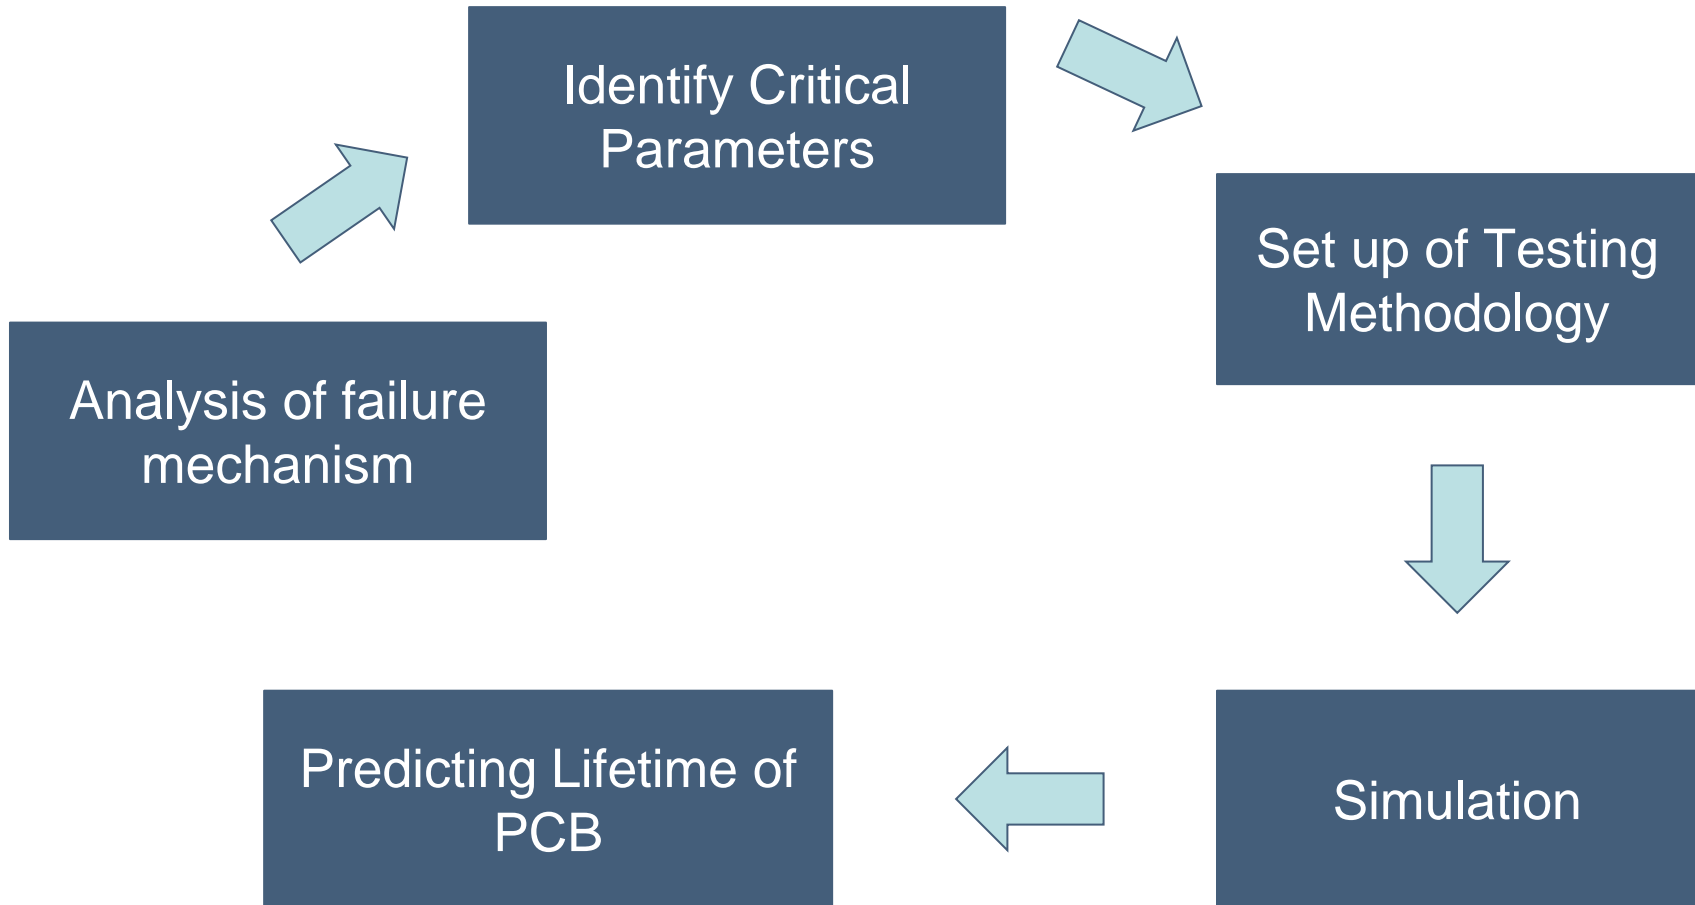 Identify Critical
Parameters
Set up of Testing
Methodology
Analysis of failure
mechanism
Predicting Lifetime of
PCB
Simulation